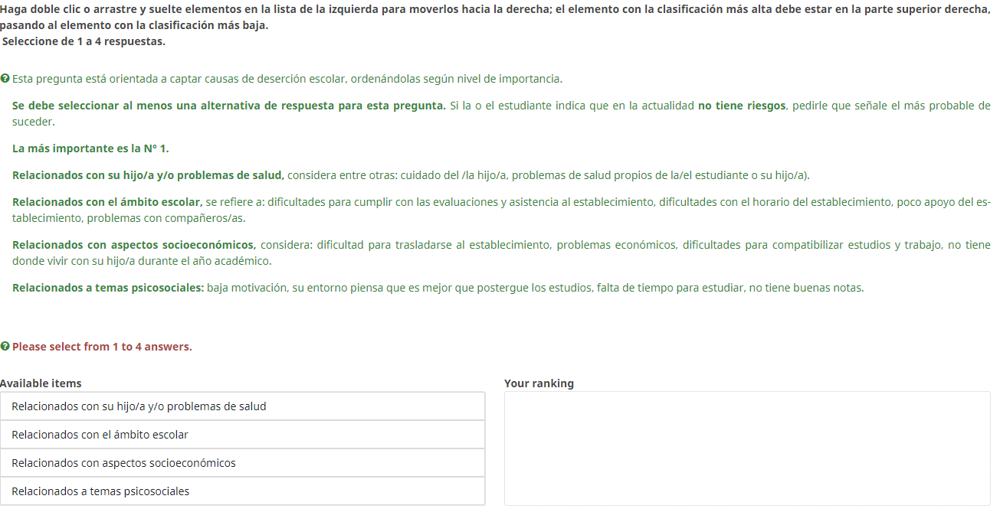 Haga doble clic o arrastre y suelte elementos en la lista de la izquierda para moverlos hacia la derecha; el elemento con la clasificación más alta debe estar en la parte superior derecha,
pasando al elemento con la clasificación más baja.
Seleccione de 1 a 4 respuestas.
Esta pregunta está orientada a captar causas de deserción escolar, ordenándolas según nivel de importancia.
Se debe seleccionar al menos una alternativa de respuesta para esta pregunta. Si la o el estudiante indica que en la actualidad no tiene riesgos, pedirle que señale el más probable de
suceder.
La más importante es la Nº 1.
Relacionados con su hijo/a y/o problemas de salud, considera entre otras: cuidado del /la hijo/a, problemas de salud propios de la/el estudiante o su hijo/a).
Relacionados con el ámbito escolar, se refiere a: dificultades para cumplir con las evaluaciones y asistencia al establecimiento, dificultades con el horario del establecimiento, poco apoyo del es-
tablecimiento, problemas con compañeros/as.
Relacionados con aspectos socioeconómicos, considera: dificultad para trasladarse al establecimiento, problemas económicos, dificultades para compatibilizar estudios y trabajo, no tiene
donde vivir con su hijo/a durante el año académico.
Relacionados a temas psicosociales: baja motivación, su entorno piensa que es mejor que postergue los estudios, falta de tiempo para estudiar, no tiene buenas notas.
Please select from 1 to 4 answers.
Available items
Your ranking
Relacionados con su hijo/a y/o problemas de salud
Relacionados con el ámbito escolar
Relacionados con aspectos socioeconómicos
Relacionados a temas psicosociales